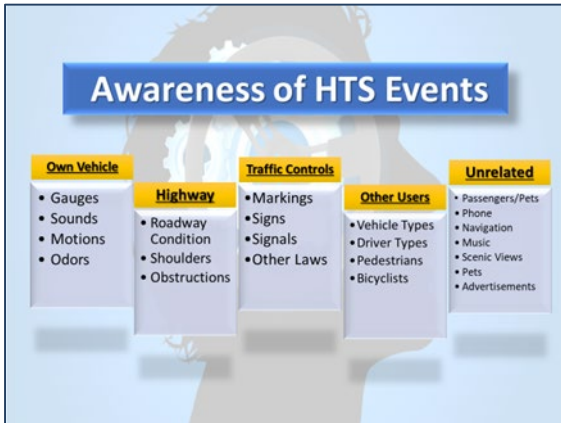 Awareness of HTS Events
Own Vehicle
• Gauges
• Sounds
• Motions
• Odors
Highway
• Roadway
Condition
• Shoulders
• Obstructions
Traffic Controls
• Markings
• Signs
• Signals
• Other Laws
Other Users
• Vehicle Types
• Driver Types
• Pedestrians
• Bicyclists
Unrelated
• Passengers/Pets
• Phone
• Navigation
• Music
• Scenic Views
• Pets
• Advertisements